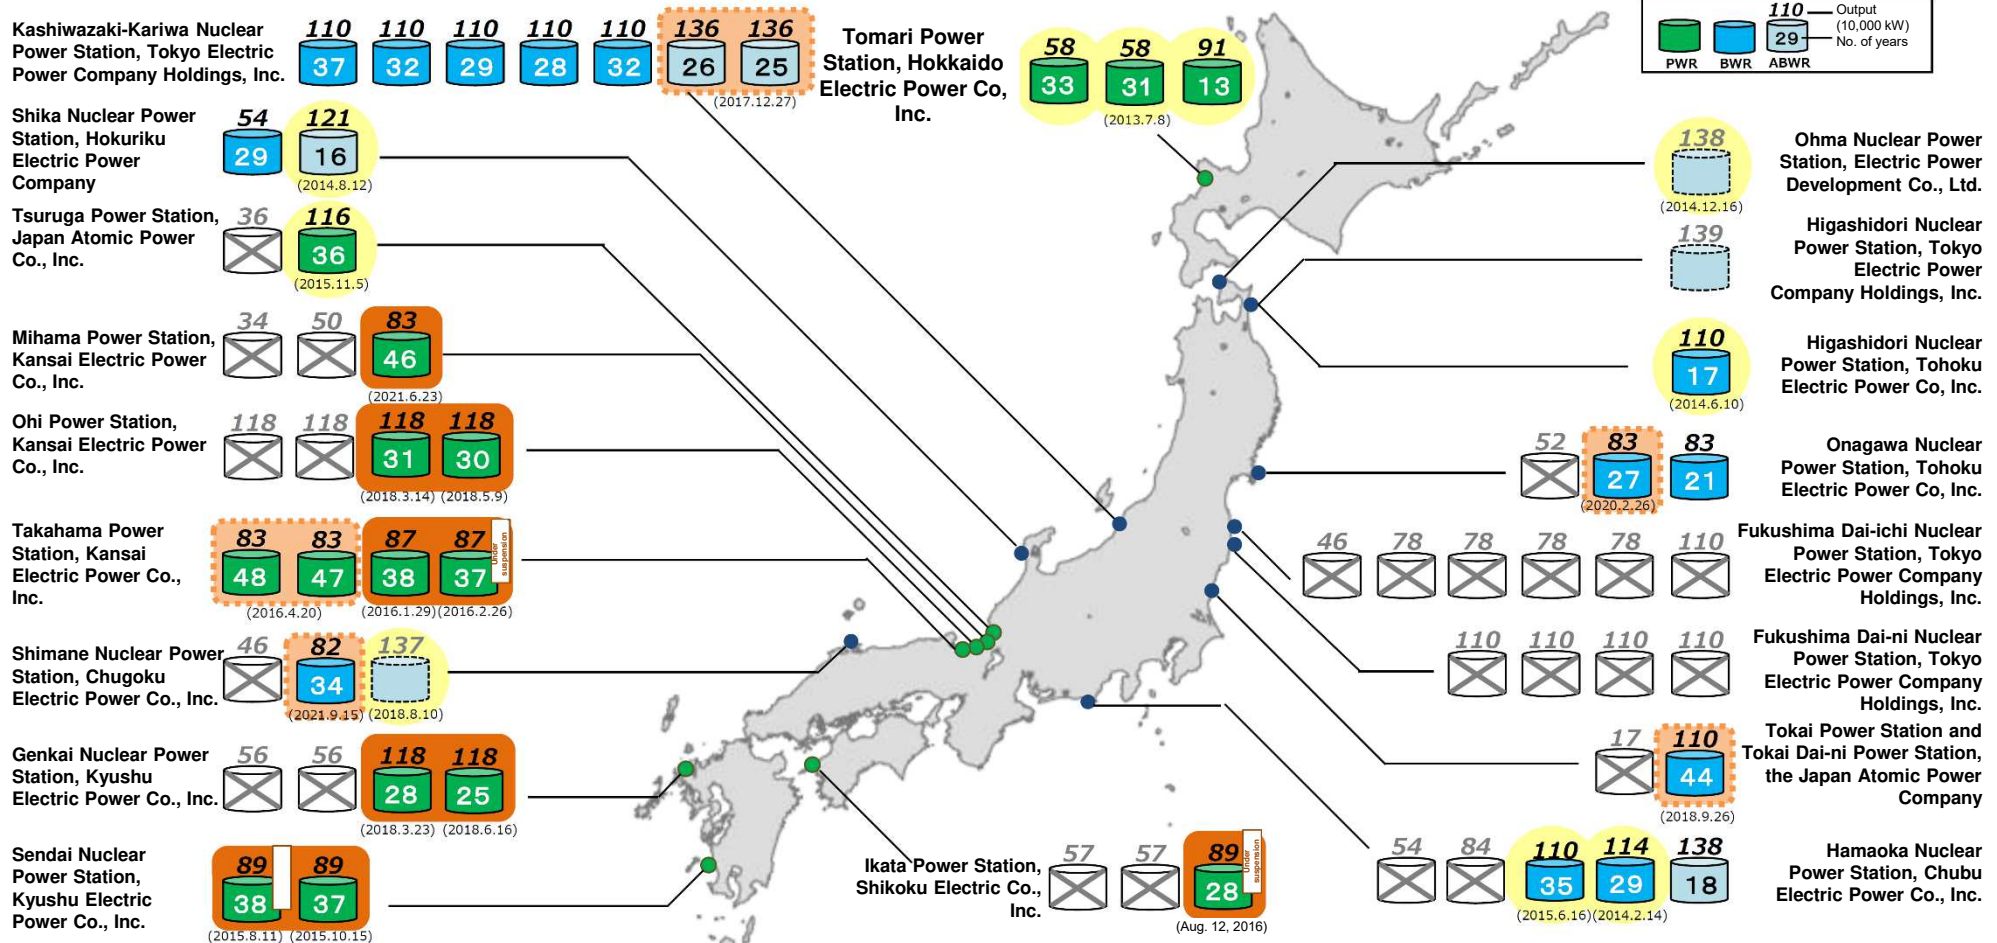 Kashiwazaki-Kariwa Nuclear
Power Station, Tokyo Electric
Power Company Holdings, Inc.
110 110 110 110 110 136 136
37 32 29 28 32 26 25
(2017.12.27)
Tomari Power
Station, Hokkaido
Electric Power Co,
Inc.
58 58 91
33 31 13
(2013.7.8)
110 Output
(10,000 kW)
29 No. of years
PWR BWR ABWR
Shika Nuclear Power
Station, Hokuriku
Electric Power
Company
54 121
29 16
(2014.8.12)
Tsuruga Power Station,
Japan Atomic Power
Co., Inc.
36 116
36
(2015.11.5)
Mihama Power Station,
Kansai Electric Power
Co., Inc.
34 50 83
46
(2021.6.23)
Ohi Power Station,
Kansai Electric Power
Co., Inc.
118 118 118 118
31 30
(2018.3.14) (2018.5.9)
Takahama Power
Station, Kansai
Electric Power Co.,
Inc.
83 83 87 87
48 47 38 37
Under
suspension
(2016.4.20) (2016.1.29) (2016.2.26)
Shimane Nuclear Power
Station, Chugoku
Electric Power Co., Inc.
46 82 137
34
(2021.9.15) (2018.8.10)
Genkai Nuclear Power
Station, Kyushu
Electric Power Co., Inc.
56 56 118 118
28 25
(2018.3.23) (2018.6.16)
Sendai Nuclear
Power Station,
Kyushu Electric
Power Co., Inc.
89 89
38 37
(2015.8.11) (2015.10.15)
Ikata Power Station,
Shikoku Electric Co.,
Inc.
57 57 89
28
Under
suspension
(Aug. 12, 2016)
138
(2014.12.16)
Ohma Nuclear Power
Station, Electric Power
Development Co., Ltd.
139
Higashidori Nuclear
Power Station, Tokyo
Electric Power
Company Holdings, Inc.
110
17
(2014.6.10)
Higashidori Nuclear
Power Station, Tohoku
Electric Power Co, Inc.
52 83 83
27 21
(2020.2.26)
Onagawa Nuclear
Power Station, Tohoku
Electric Power Co, Inc.
46 78 78 78 78 110
Fukushima Dai-ichi Nuclear
Power Station, Tokyo
Electric Power Company
Holdings, Inc.
110 110 110 110
Fukushima Dai-ni Nuclear
Power Station, Tokyo
Electric Power Company
Holdings, Inc.
17 110
44
(2018.9.26)
Tokai Power Station and
Tokai Dai-ni Power Station,
the Japan Atomic Power
Company
54 84 110 114 138
35 29 18
(2015.6.16) (2014.2.14)
Hamaoka Nuclear
Power Station, Chubu
Electric Power Co., Inc.